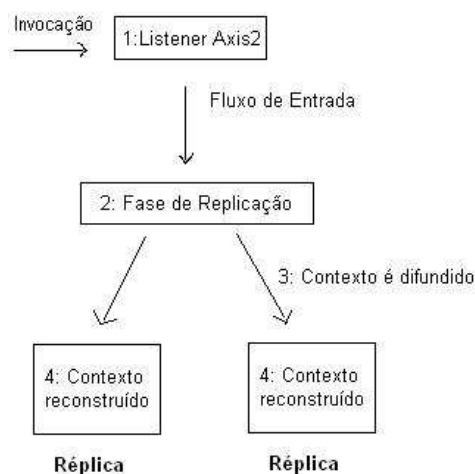 Invocação
1:Listener Axis2
Fluxo de Entrada
2: Fase de Replicação
3: Contexto é difundido
4: Contexto
reconstruído
4: Contexto
reconstruído
Réplica
Réplica